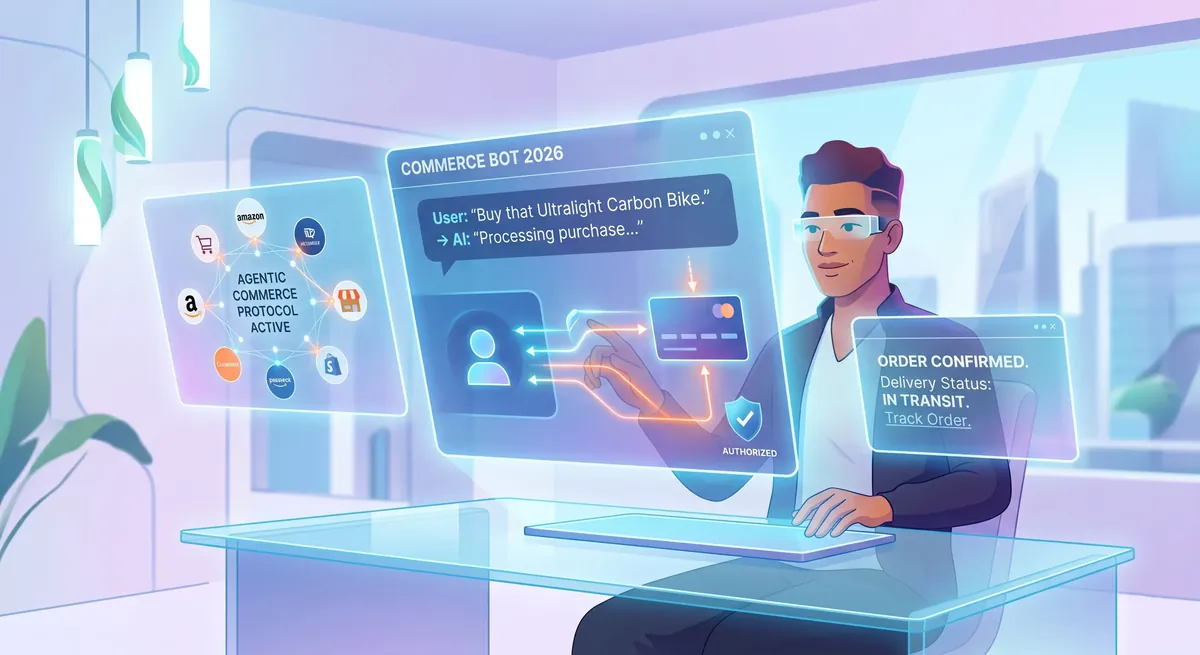 amazon
a
S
AGENTIC
COMMERCE
PROTOCOL
ACTIVE
COMMERCE BOT 2026
User: “Buy that Ultralight Carbon Bike.”
→ AI: “Processing purchase...”
AUTHORIZED
ORDER CONFIRMED.
Delivery Status:
IN TRANSIT.
Track Order.